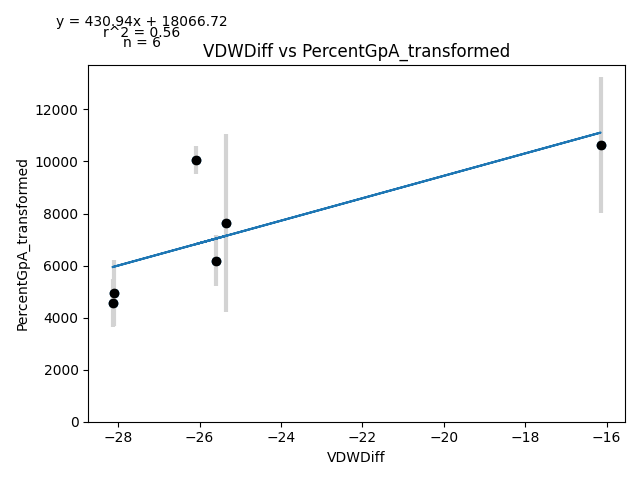 y = 430.94x + 18066.72
r^2 = 0.56
n = 6
VDWDiff vs PercentGpA_transformed
PercentGpA_transformed
12000
10000
8000
6000
4000
2000
0
−28
−26
−24
−22
−20
−18
−16
VDWDiff